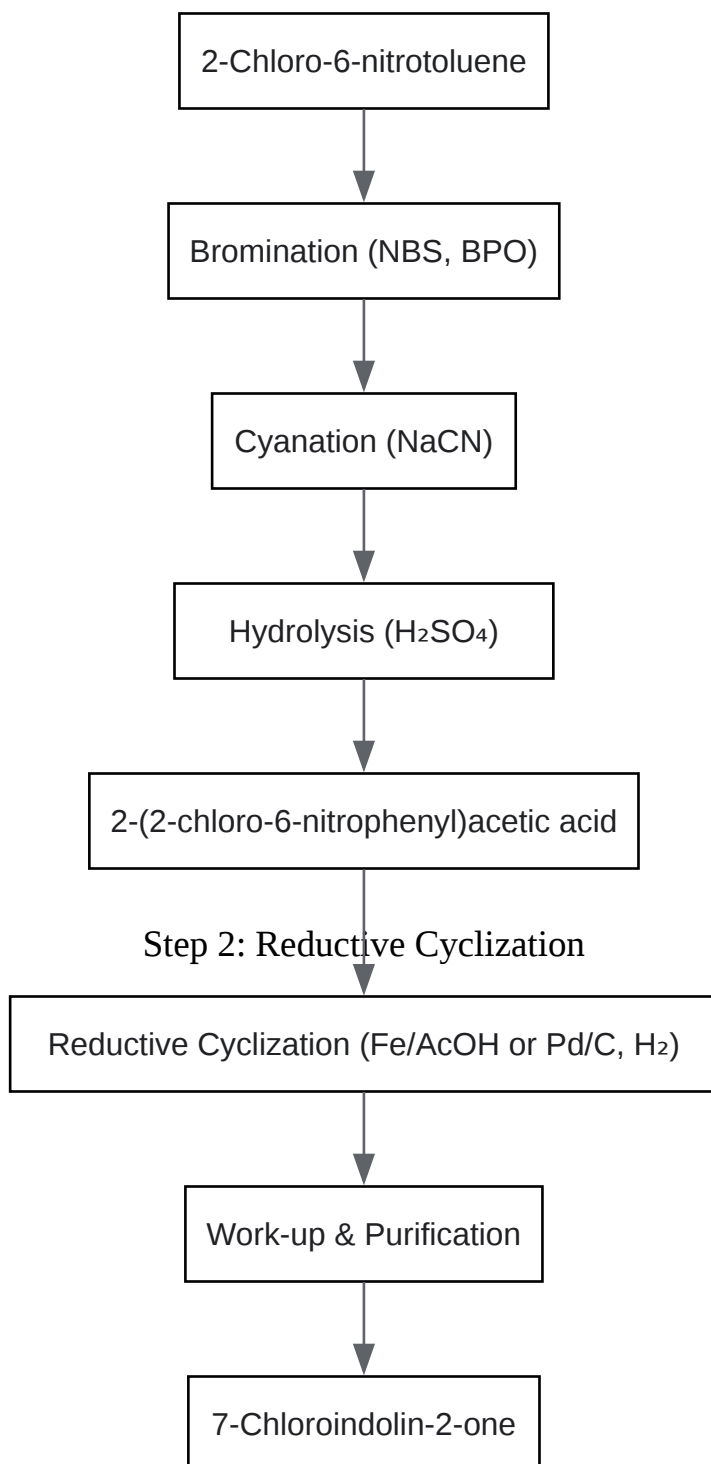 2-Chloro-6-nitrotoluene
Bromination (NBS, BPO)
Cyanation (NaCN)
Hydrolysis (H₂SO₄)
2-(2-chloro-6-nitrophenyl)acetic acid
Step 2: Reductive Cyclization
Reductive Cyclization (Fe/AcOH or Pd/C, H₂)
Work-up & Purification
7-Chloroindolin-2-one